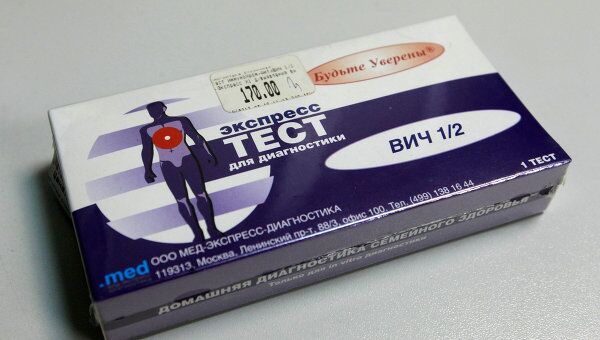 Будьте Уверены®
170.00
экспресс
ТЕСТ
для диагностики
ВИЧ 1/2
1 ТЕСТ
.med
ООО МЕД-ЭКСПРЕСС-ДИАГНОСТИКА
119313, Москва, Ленинский пр-т, 88/3, офис 100, Тел. (499) 138 16 44
ДОМАШНЯЯ ДИАГНОСТИКА СЕМЕЙНОГО ЗДОРОВЬЯ
Только для in vitro диагностики